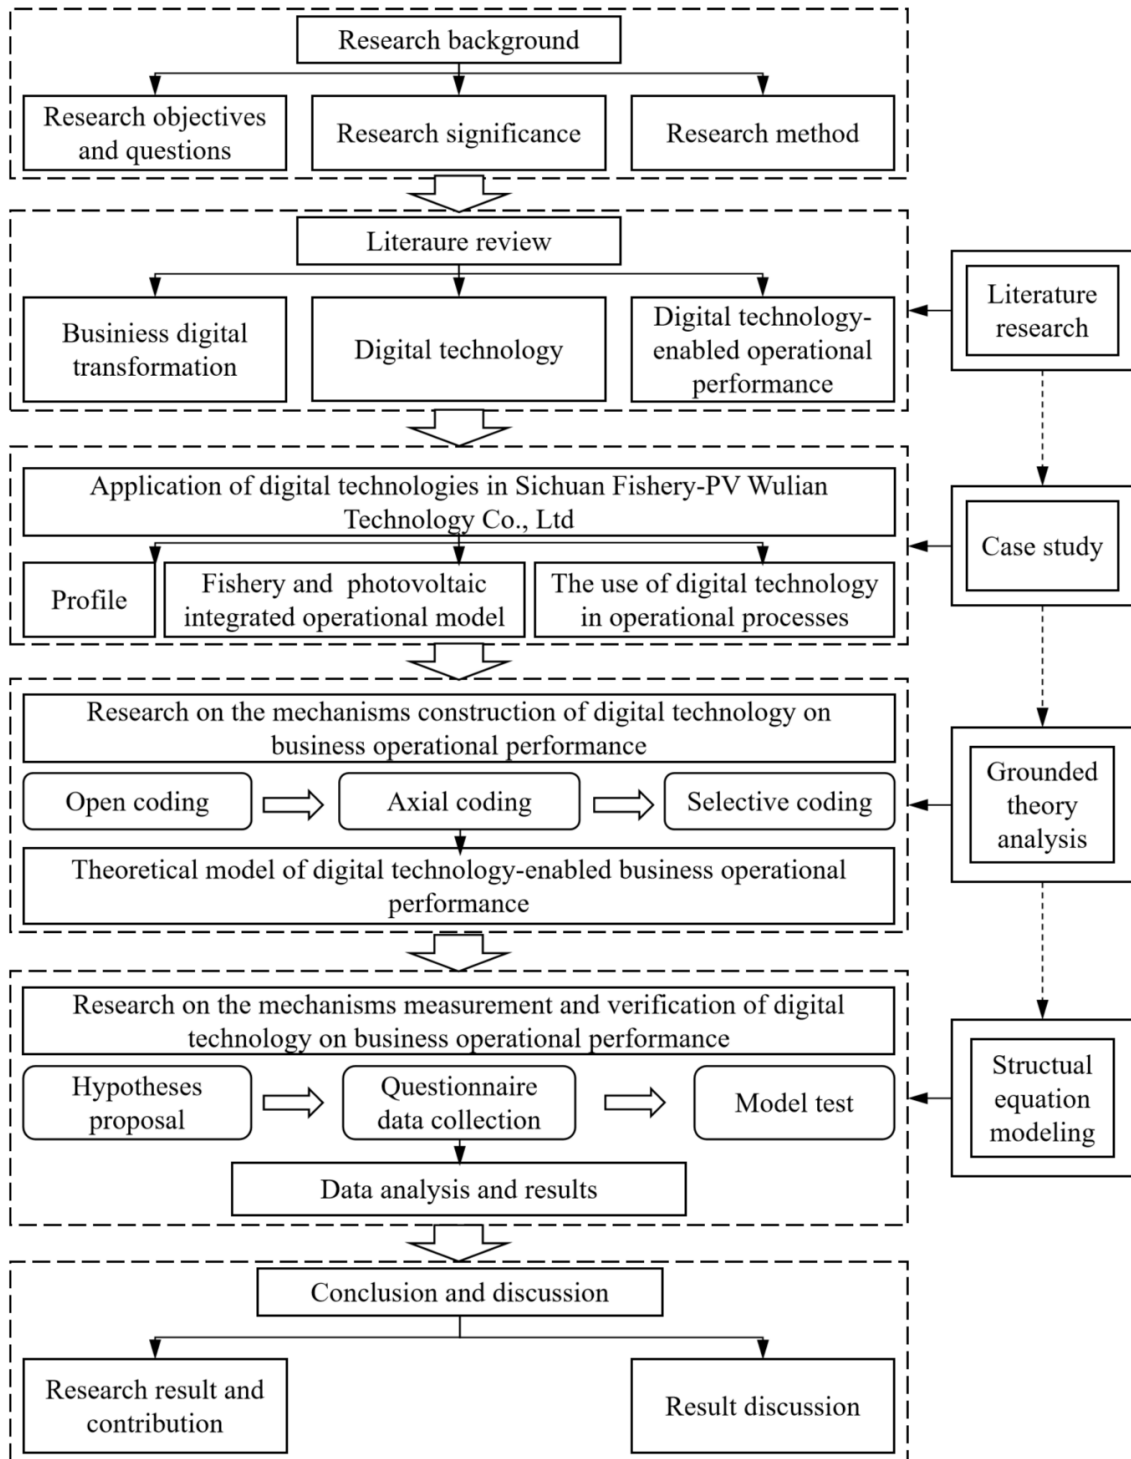 Research background
Research objectives
and questions
Research significance
Research method
Literaure review
Businiess digital
transformation
Digital technology
Digital technology-
enabled operational
performance
Literature
research
Application of digital technologies in Sichuan Fishery-PV Wulian
Technology Co., Ltd
Profile
Fishery and photovoltaic
integrated operational model
The use of digital technology
in operational processes
Case study
Research on the mechanisms construction of digital technology on
business operational performance
Open coding
Axial coding
Selective coding
Theoretical model of digital technology-enabled business operational
performance
Grounded
theory
analysis
Research on the mechanisms measurement and verification of digital
technology on business operational performance
Hypotheses
proposal
Questionnaire
data collection
Model test
Data analysis and results
Structual
equation
modeling
Conclusion and discussion
Research result and
contribution
Result discussion